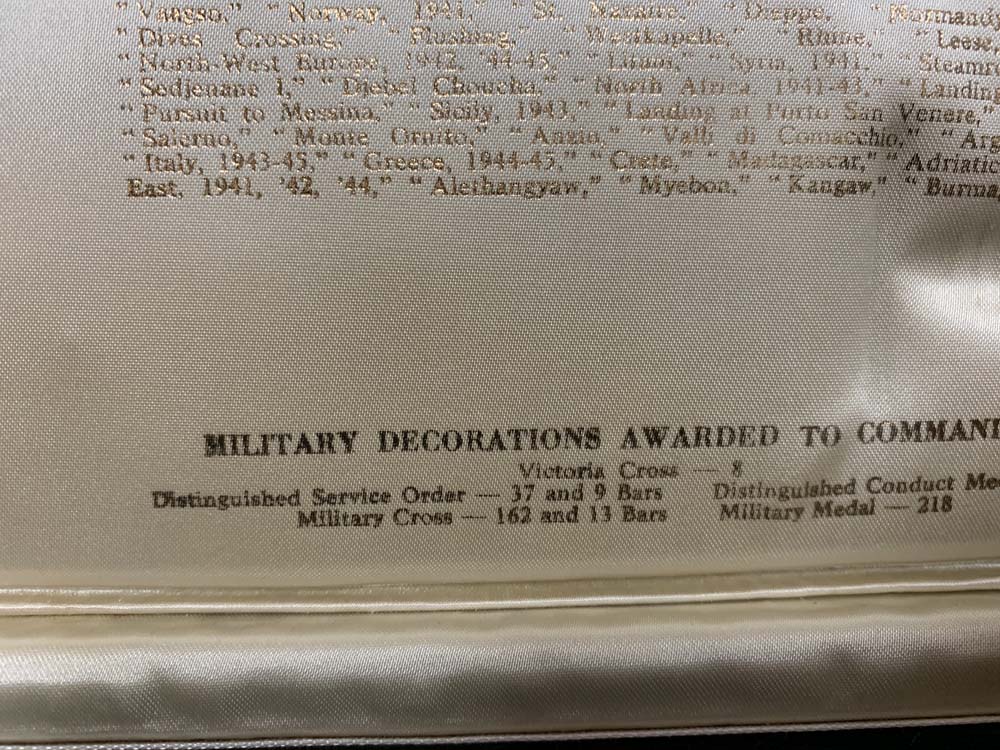 " Vaagso," " Norway, 1941," " St. Nazaire," " Dieppe, " Normandy
" Dives Crossing," " Flushing, " Westkapelle," " Rhine," " Leese,
" North-West Europe, 1942, '44-45," " Litani," " Syria, 1941, " Steamro
" Sedjenane 1," " Djebel Choucha," " North Africa 1941-43," " Landing
" Pursuit to Messina," " Sicily, 1943," " Landing at Porto San Venere,"
" Salerno," " Monte Ornito," " Anzio," " Valli di Comacchio," " Arg
" Italy, 1943-45," " Greece, 1944-45," " Crete," " Madagascar," " Adriatic
East, 1941, '42, '44," " Alethangyaw," " Myebon," " Kangaw," " Burma,
MILITARY DECORATIONS AWARDED TO COMMAN
Victoria Cross — 8
Distinguished Service Order — 37 and 9 Bars Distinguished Conduct Me
Military Cross — 162 and 13 Bars Military Medal — 218